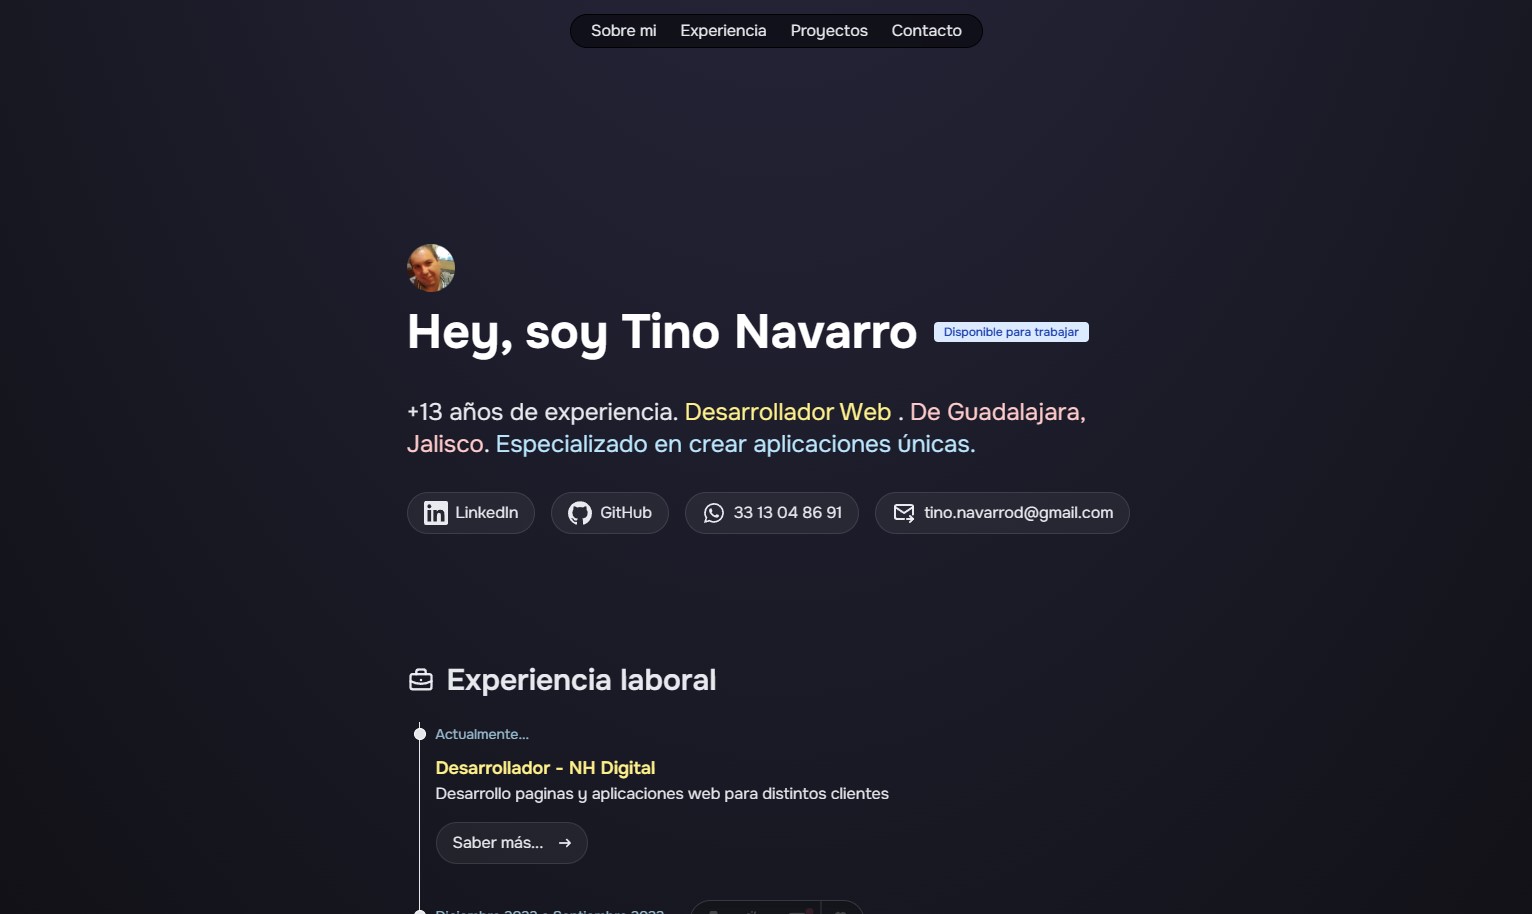 Sobre mi Experiencia Proyectos Contacto
Hey, soy Tino Navarro Disponible para trabajar
+13 años de experiencia. Desarrollador Web . De Guadalajara,
Jalisco. Especializado en crear aplicaciones únicas.
LinkedIn GitHub 33 13 04 86 91 tino.navarrod@gmail.com
Experiencia laboral
Actualmente...
Desarrollador - NH Digital
Desarrollo paginas y aplicaciones web para distintos clientes
Saber más...